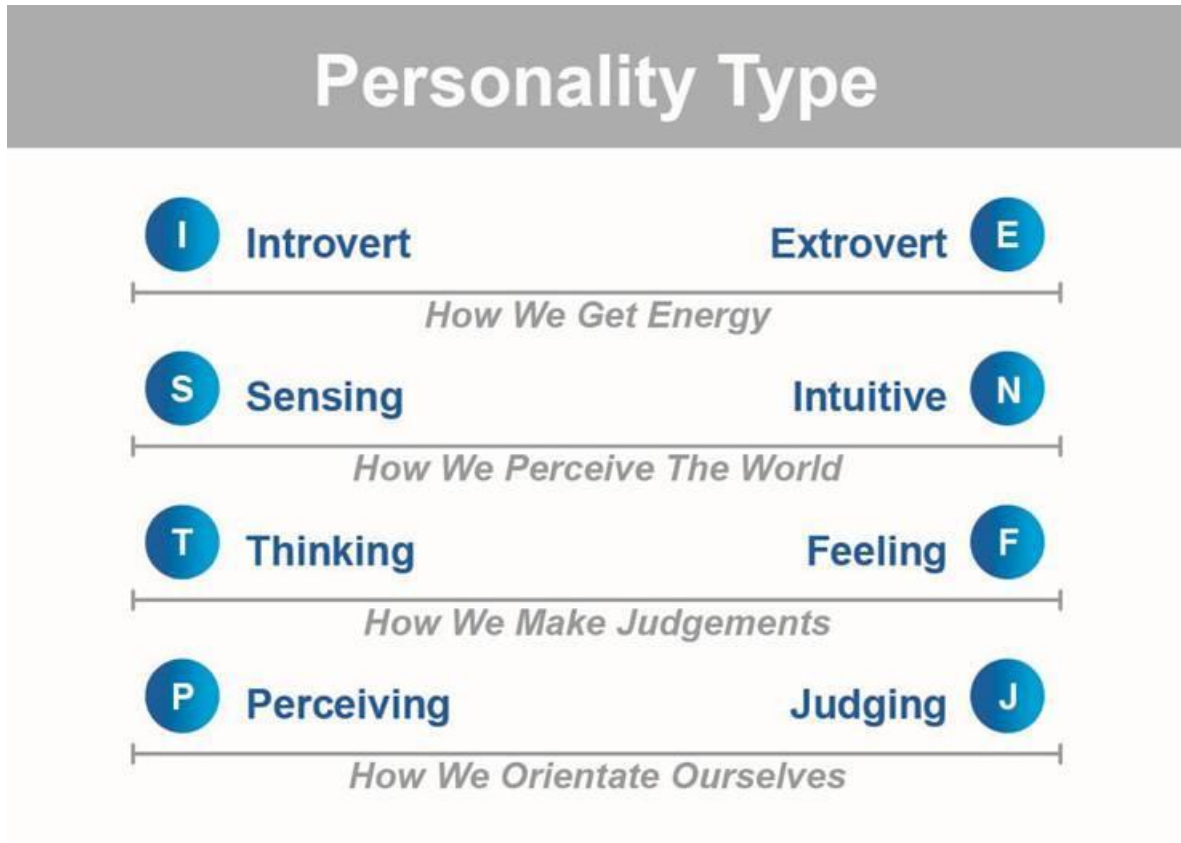 Personality Type
I Introvert Extrovert E
How We Get Energy
S Sensing Intuitive N
How We Perceive The World
T Thinking Feeling F
How We Make Judgements
P Perceiving Judging J
How We Orientate Ourselves